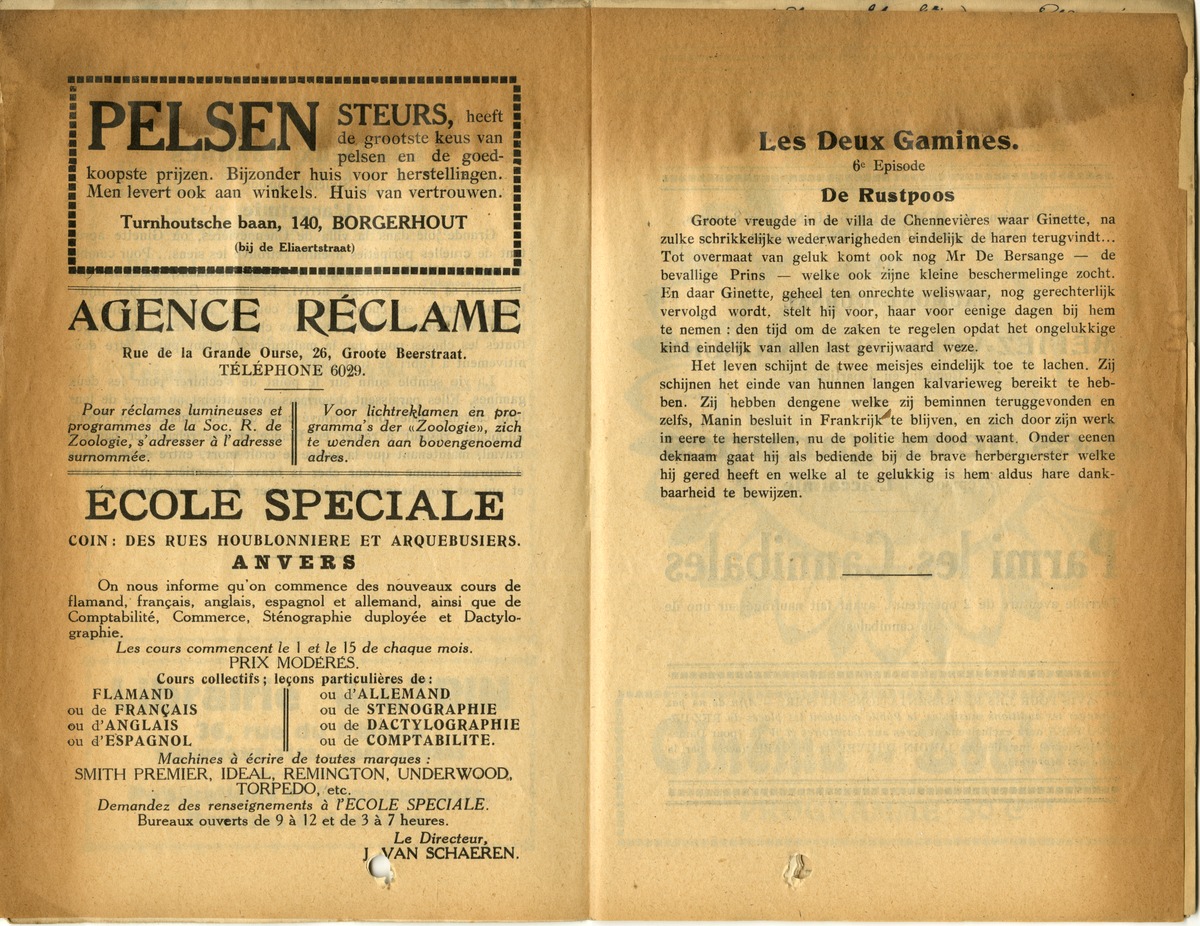 PELSEN STEURS, heeft
de grootste keus van
pelsen en de goed-
koopste prijzen. Bijzonder huis voor herstellingen.
Men levert ook aan winkels. Huis van vertrouwen.
Turnhoutsche baan, 140, BORGERHOUT
(bij de Eliaertstraat)
AGENCE RÉCLAME
Rue de la Grande Ourse, 26, Groote Beerstraat.
TÉLÉPHONE 6029.
Pour réclames lumineuses et
programmes de la Soc. R. de
Zoologie, s'adresser à l'adresse
surnommée.
Voor lichtreklamen en pro-
gramma's der «Zoologie», zich
te wenden aan bovengenoemd
adres.
ÉCOLE SPECIALE
COIN: DES RUES HOUBLONNIERE ET ARQUEBUSIERS.
ANVERS
On nous informe qu'on commence des nouveaux cours de
flamand, français, anglais, espagnol et allemand, ainsi que de
Comptabilité, Commerce, Sténographie duployée et Dactylo-
graphie.
Les cours commencent le 1 et le 15 de chaque mois.
PRIX MODÉRÉS.
Cours collectifs; leçons particulières de:
FLAMAND
ou de FRANÇAIS
ou d'ANGLAIS
ou d'ESPAGNOL
ou d'ALLEMAND
ou de STENOGRAPHIE
ou de DACTYLOGRAPHIE
ou de COMPTABILITE.
Machines à écrire de toutes marques:
SMITH PREMIER, IDEAL, REMINGTON, UNDERWOOD,
TORPEDO, etc.
Demandez des renseignements à l'ECOLE SPECIALE.
Bureaux ouverts de 9 à 12 et de 3 à 7 heures.
Le Directeur,
J. VAN SCHAEREN.
Les Deux Gamines.
6e Episode
De Rustpoos
Groote vreugde in de villa de Chennevières waar Ginette, na
zulke schrikkelijke wederwarigheden eindelijk de haren terugvindt...
Tot overmaat van geluk komt ook nog Mr De Bersange — de
bevallige Prins — welke ook zijne kleine beschermelinge zocht.
En daar Ginette, geheel ten onrechte weliswaar, nog gerechterlijk
vervolgd wordt, stelt hij voor, haar voor eenige dagen bij hem
te nemen: den tijd om de zaken te regelen opdat het ongelukkige
kind eindelijk van allen last gevrijwaard weze.
Het leven schijnt de twee meisjes eindelijk toe te lachen. Zij
schijnen het einde van hunnen langen kalvarieweg bereikt te heb-
ben. Zij hebben dengene welke zij beminnen teruggevonden en
zelfs, Manin besluit in Frankrijk te blijven, en zich door zijn werk
in eere te herstellen, nu de politie hem dood waant. Onder eenen
deknaam gaat hij als bediende bij de brave herbergierster welke
hij gered heeft en welke al te gelukkig is hem aldus hare dank-
baarheid te bewijzen.